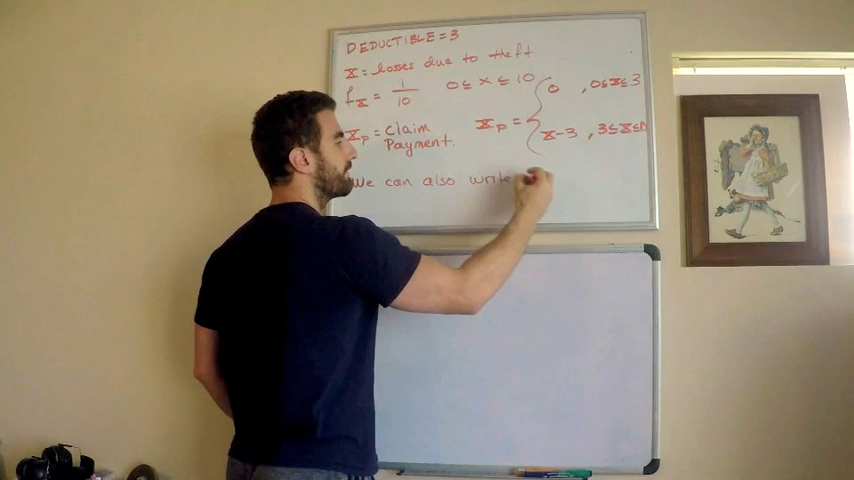 DEDUCTIBLE = 3
X = losses due to theft
f_X = 1/10 0 ≤ x ≤ 10
X_P = Claim Payment. X_P = { 0 , 0 ≤ X ≤ 3
X - 3 , 3 ≤ X ≤ 10
We can also write